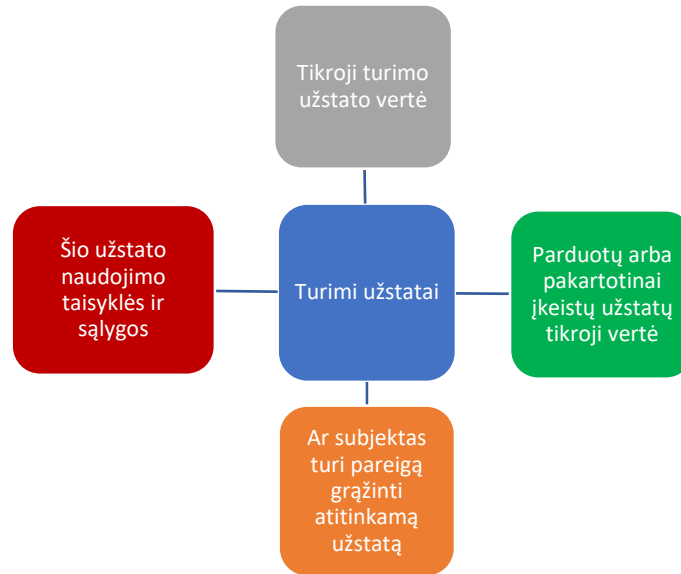 Tikroji turimo
užstato vertė
Šio užstato
naudojimo
taisyklės ir
sąlygos
Turimi užstatai
Parduotų arba
pakartotinai
įkeistų užstatų
tikroji vertė
Ar subjektas
turi pareigą
grąžinti
atitinkamą
užstatą